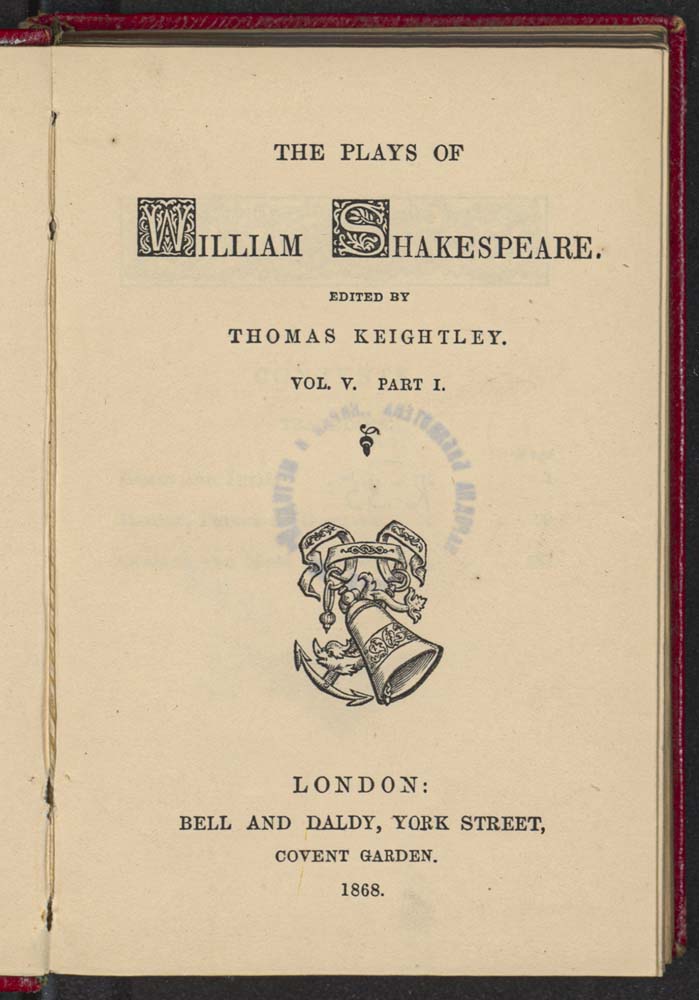 THE PLAYS OF
WILLIAM SHAKESPEARE.
EDITED BY
THOMAS KEIGHTLEY.
VOL. V. PART I.
LONDON:
BELL AND DALDY, YORK STREET,
COVENT GARDEN.
1868.